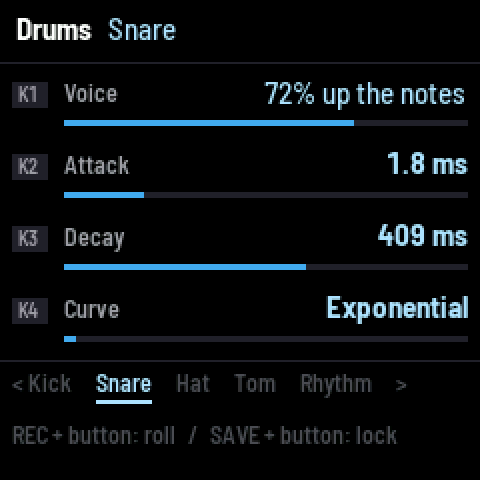 Drums Snare
K1 Voice 72% up the notes
K2 Attack 1.8 ms
K3 Decay 409 ms
K4 Curve Exponential
< Kick Snare Hat Tom Rhythm >
REC+ button: roll / SAVE+ button: lock